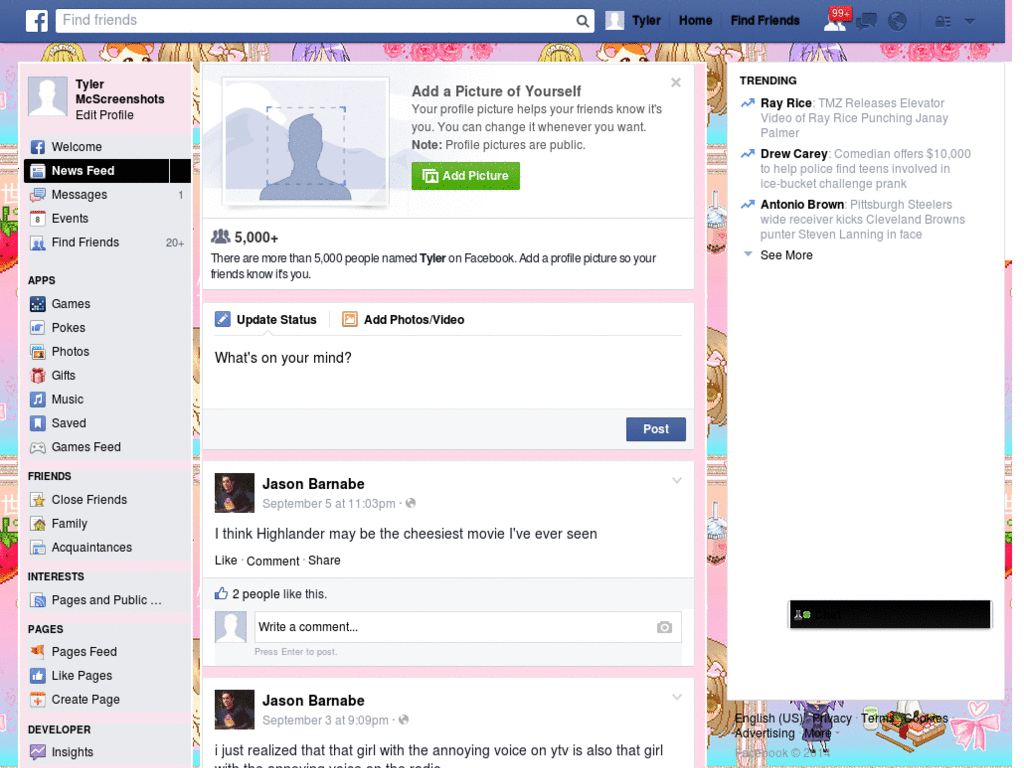 Find friends
Tyler Home Find Friends 99+
Tyler
McScreenshots
Edit Profile
Welcome
News Feed
Messages 1
Events
Find Friends 20+
APPS
Games
Pokes
Photos
Gifts
Music
Saved
Games Feed
FRIENDS
Close Friends
Family
Acquaintances
INTERESTS
Pages and Public ...
PAGES
Pages Feed
Like Pages
Create Page
DEVELOPER
Insights
Add a Picture of Yourself
Your profile picture helps your friends know it's
you. You can change it whenever you want.
Note: Profile pictures are public.
Add Picture
5,000+
There are more than 5,000 people named Tyler on Facebook. Add a profile picture so your
friends know it's you.
Update Status Add Photos/Video
What's on your mind?
Post
Jason Barnabe
September 5 at 11:03pm ·
I think Highlander may be the cheesiest movie I've ever seen
Like · Comment · Share
2 people like this.
Write a comment...
Press Enter to post.
Jason Barnabe
September 3 at 9:09pm ·
i just realized that that girl with the annoying voice on ytv is also that girl
with the annoying voice on the radio
TRENDING
Ray Rice: TMZ Releases Elevator
Video of Ray Rice Punching Janay
Palmer
Drew Carey: Comedian offers $10,000
to help police find teens involved in
ice-bucket challenge prank
Antonio Brown: Pittsburgh Steelers
wide receiver kicks Cleveland Browns
punter Steven Lanning in face
See More
English (US) · Privacy · Terms · Cookies ·
Advertising · More
Facebook © 2014